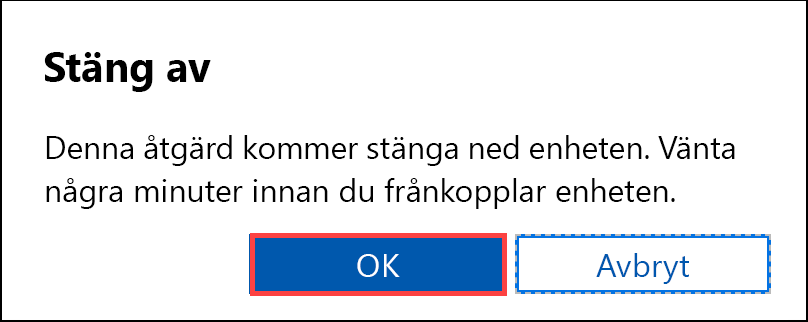 Stäng av
Denna åtgärd kommer stänga ned enheten. Vänta
några minuter innan du frånkopplar enheten.
OK
Avbryt